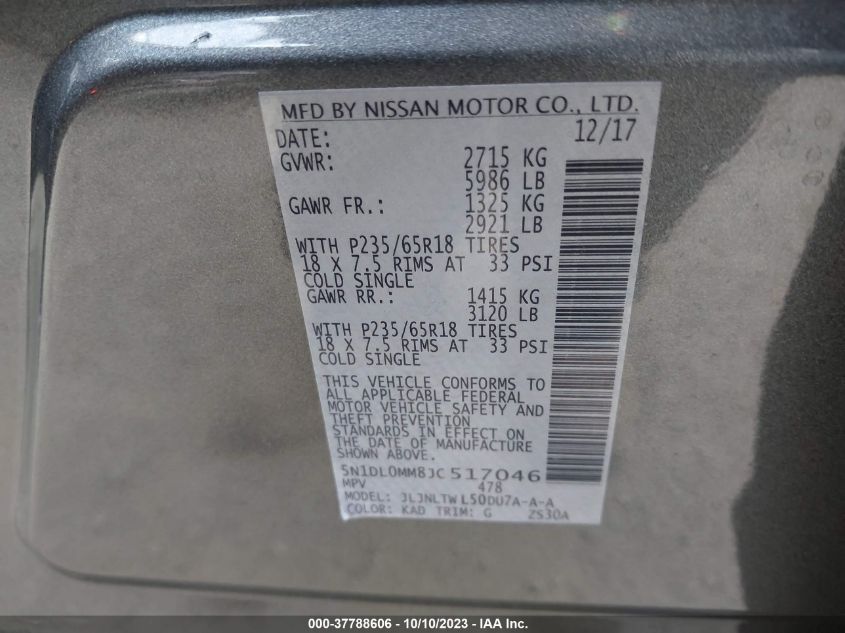 MFD BY NISSAN MOTOR CO., LTD.
DATE: 12/17
GVWR: 2715 KG
5986 LB
GAWR FR.: 1325 KG
2921 LB
WITH P235/65R18 TIRES
18 X 7.5 RIMS AT 33 PSI
COLD SINGLE
GAWR RR.: 1415 KG
3120 LB
WITH P235/65R18 TIRES
18 X 7.5 RIMS AT 33 PSI
COLD SINGLE
THIS VEHICLE CONFORMS TO
ALL APPLICABLE FEDERAL
MOTOR VEHICLE SAFETY AND
THEFT PREVENTION
STANDARDS IN EFFECT ON
THE DATE OF MANUFACTURE
SHOWN ABOVE.
5N1DL0MM8JC517046
MPV 478
MODEL: JLJNLTWL50DU7A-A-A
COLOR: KAD TRIM: G 2S30A
000-37788606 - 10/10/2023 - IAA Inc.